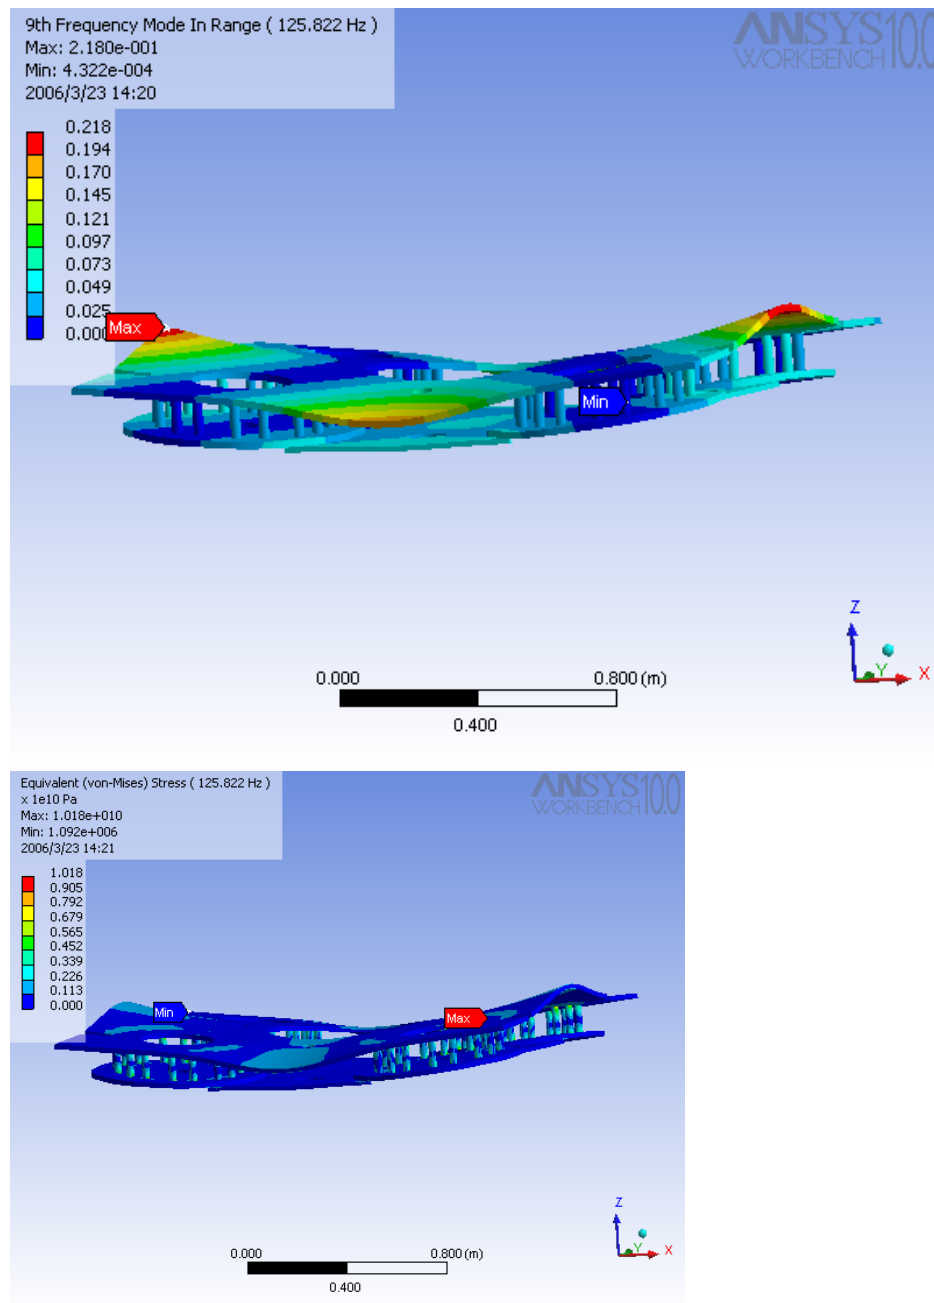 9th Frequency Mode In Range ( 125.822 Hz )
Max: 2.180e-001
Min: 4.322e-004
2006/3/23 14:20
ANSYS 10.0
WORKBENCH
0.218
0.194
0.170
0.145
0.121
0.097
0.073
0.049
0.025
0.000
Max
Min
Z
Y
X
0.000
0.800 (m)
0.400
Equivalent (von-Mises) Stress ( 125.822 Hz )
x 1e10 Pa
Max: 1.018e+010
Min: 1.092e+006
2006/3/23 14:21
ANSYS 10.0
WORKBENCH
1.018
0.905
0.792
0.679
0.565
0.452
0.339
0.226
0.113
0.000
Min
Max
Z
Y
X
0.000
0.800 (m)
0.400